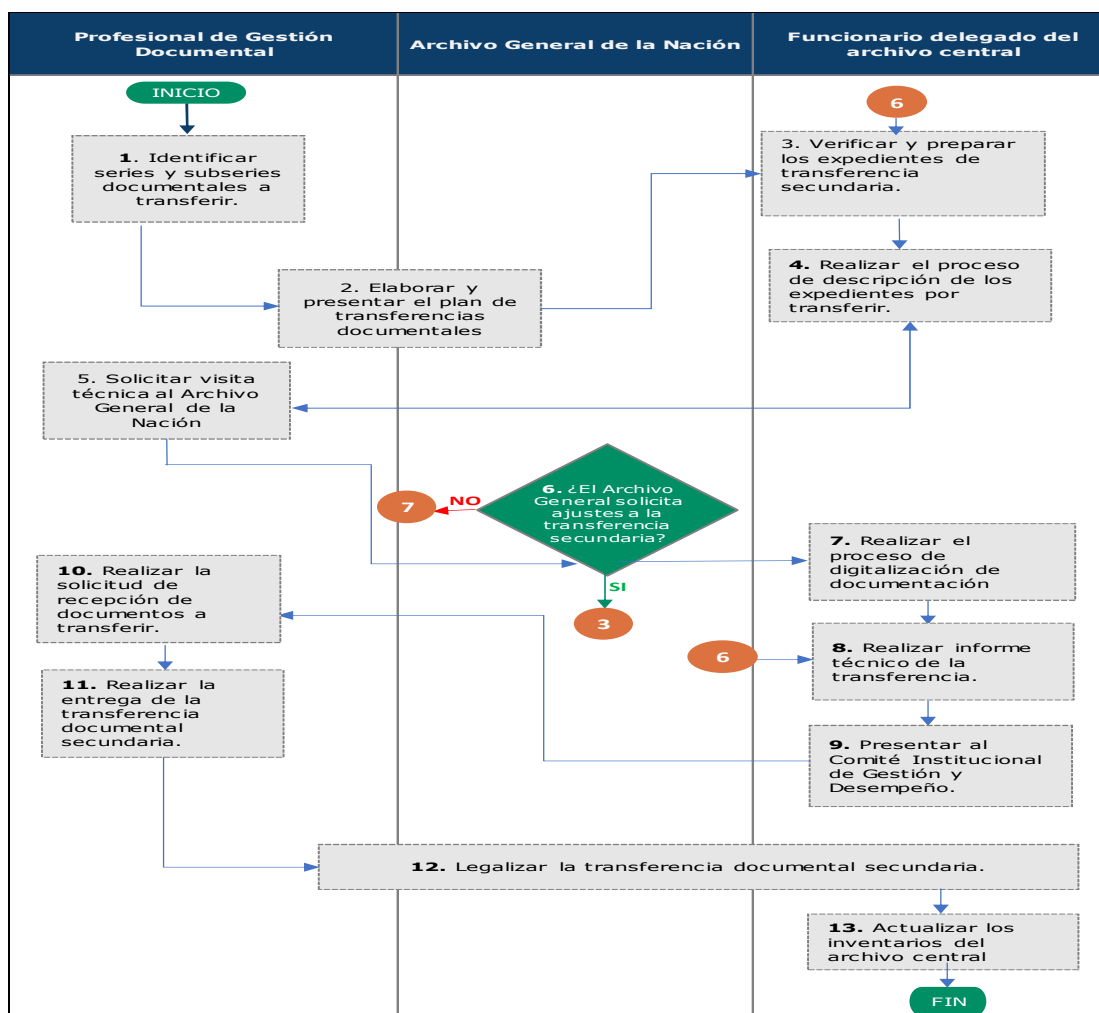 Profesional de Gestión
Documental
Archivo General de la Nación
Funcionario delegado del
archivo central
INICIO
6
1. Identificar
series y subseries
documentales a
transferir.
3. Verificar y preparar
los expedientes de
transferencia
secundaria.
2. Elaborar y
presentar el plan de
transferencias
documentales
4. Realizar el proceso
de descripción de los
expedientes por
transferir.
5. Solicitar visita
técnica al Archivo
General de la
Nación
6. ¿El Archivo
General solicita
ajustes a la
transferencia
secundaria?
NO
7
SI
3
7. Realizar el
proceso de
digitalización de
documentación
10. Realizar la
solicitud de
recepción de
documentos a
transferir.
6
8. Realizar informe
técnico de la
transferencia.
11. Realizar la
entrega de la
transferencia
documental
secundaria.
9. Presentar al
Comité Institucional
de Gestión y
Desempeño.
12. Legalizar la transferencia documental secundaria.
13. Actualizar los
inventarios del
archivo central
FIN